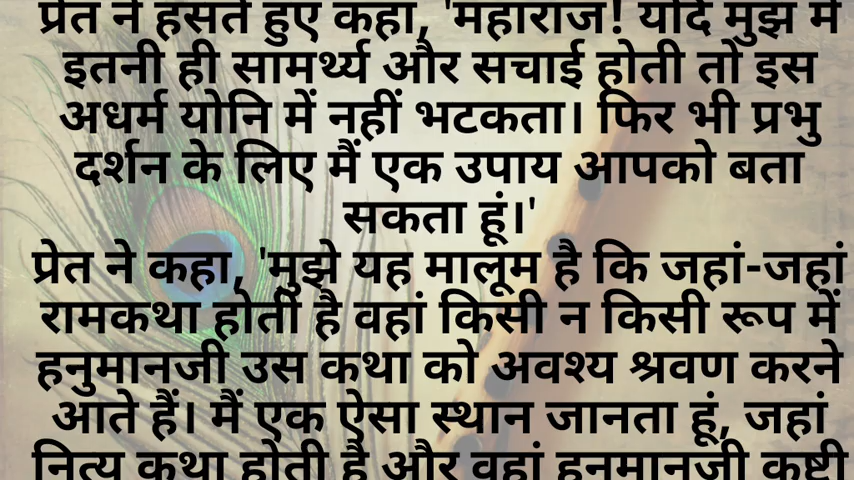 प्रेत ने हंसते हुए कहा, 'महाराज! यदि मुझ में
इतनी ही सामर्थ्य और सचाई होती तो इस
अधर्म योनि में नहीं भटकता। फिर भी प्रभु
दर्शन के लिए मैं एक उपाय आपको बता
सकता हूं।'
प्रेत ने कहा, 'मुझे यह मालूम है कि जहां-जहां
रामकथा होती है वहां किसी न किसी रूप में
हनुमानजी उस कथा को अवश्य श्रवण करने
आते हैं। मैं एक ऐसा स्थान जानता हूं, जहां
नित्य कथा होती है और वहां हनुमानजी कुष्टी